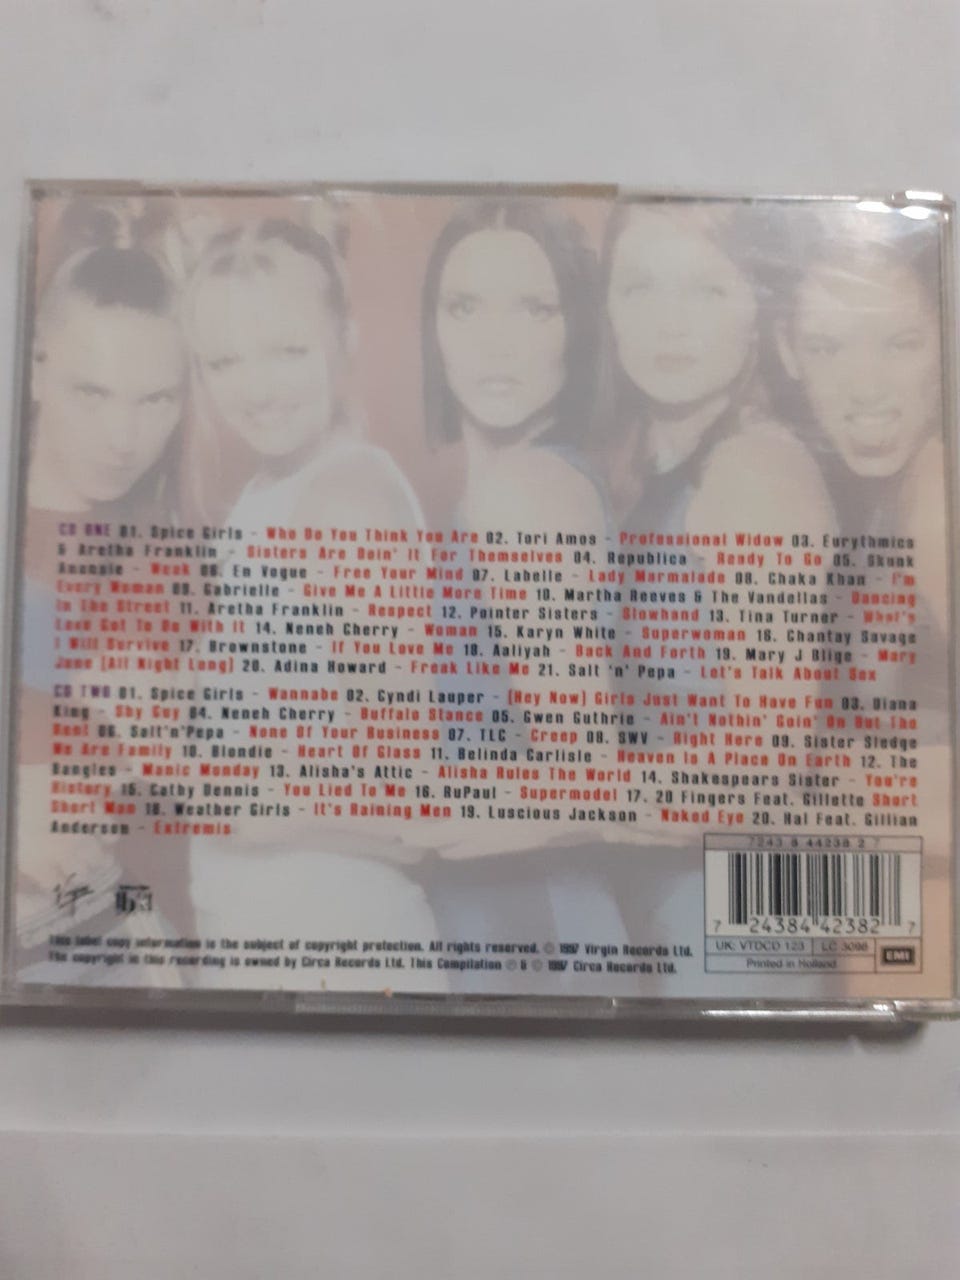 CD ONE 01. Spice Girls - Who Do You Think You Are 02. Tori Amos - Professional Widow 03. Eurythmics
& Aretha Franklin - Sisters Are Doin' It For Themselves 04. Republica - Ready To Go 05. Skunk
Anansie - Weak 06. En Vogue - Free Your Mind 07. Labelle - Lady Marmalade 08. Chaka Khan - I'm
Every Woman 09. Gabrielle - Give Me A Little More Time 10. Martha Reeves & The Vandellas - Dancing
In The Street 11. Aretha Franklin - Respect 12. Pointer Sisters - Slowhand 13. Tina Turner - What's
Love Got To Do With It 14. Neneh Cherry - Woman 15. Karyn White - Superwoman 16. Chantay Savage
I Will Survive 17. Brownstone - If You Love Me 18. Aaliyah - Back And Forth 19. Mary J Blige - Mary
Jane (All Night Long) 20. Adina Howard - Freak Like Me 21. Salt 'n' Pepa - Let's Talk About Sex
CD TWO 01. Spice Girls - Wannabe 02. Cyndi Lauper - (Hey Now) Girls Just Want To Have Fun 03. Diana
King - Shy Guy 04. Neneh Cherry - Buffalo Stance 05. Gwen Guthrie - Ain't Nothin' Goin' On But The
Rent 06. Salt'n'Pepa - None Of Your Business 07. TLC - Creep 08. SWV - Right Here 09. Sister Sledge
We Are Family 10. Blondie - Heart Of Glass 11. Belinda Carlisle - Heaven Is A Place On Earth 12. The
Bangles - Manic Monday 13. Alisha's Attic - Alisha Rules The World 14. Shakespears Sister - You're
History 15. Cathy Dennis - You Lied To Me 16. RuPaul - Supermodel 17. 20 Fingers Feat. Gillette Short
Short Man 18. Weather Girls - It's Raining Men 19. Luscious Jackson - Naked Eye 20. Hal Feat. Gillian
Anderson - Extremis
7243 8 44238 2 7
7 24384 42382 7
UK: VTDCD 123 LC 3098 EMI
Printed in Holland
Virgin
This label copy information is the subject of copyright protection. All rights reserved. © 1997 Virgin Records Ltd.
The copyright in this recording is owned by Circa Records Ltd. This Compilation ℗ & © 1997 Circa Records Ltd.